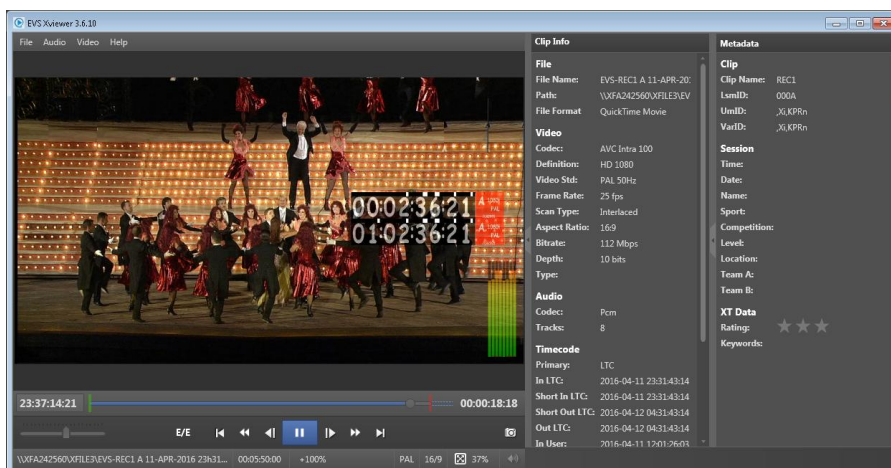 EVS Xviewer 3.6.10
File Audio Video Help
00:02:36:21
01:02:36:21
A
PAL
A
PAL
23:37:14:21
00:00:18:18
E/E
\\XFA242560\XFILE3\EVS-REC1 A 11-APR-2016 23h31... 00:05:50:00 +100% PAL 16/9 37%
Clip Info
File
File Name: EVS-REC1 A 11-APR-20
Path: \\XFA242560\XFILE3\EV
File Format QuickTime Movie
Video
Codec: AVC Intra 100
Definition: HD 1080
Video Std: PAL 50Hz
Frame Rate: 25 fps
Scan Type: Interlaced
Aspect Ratio: 16:9
Bitrate: 112 Mbps
Depth: 10 bits
Type:
Audio
Codec: Pcm
Tracks: 8
Timecode
Primary: LTC
In LTC: 2016-04-11 23:31:43:14
Short In LTC: 2016-04-11 23:31:43:14
Short Out LTC: 2016-04-12 04:31:43:14
Out LTC: 2016-04-12 04:31:43:14
In User: 2016-04-11 12:01:26:03
Metadata
Clip
Clip Name: REC1
LsmID: 000A
UmID: ,Xi,KPRn
VarID: ,Xi,KPRn
Session
Time:
Date:
Name:
Sport:
Competition:
Level:
Location:
Team A:
Team B:
XT Data
Rating:
Keywords: